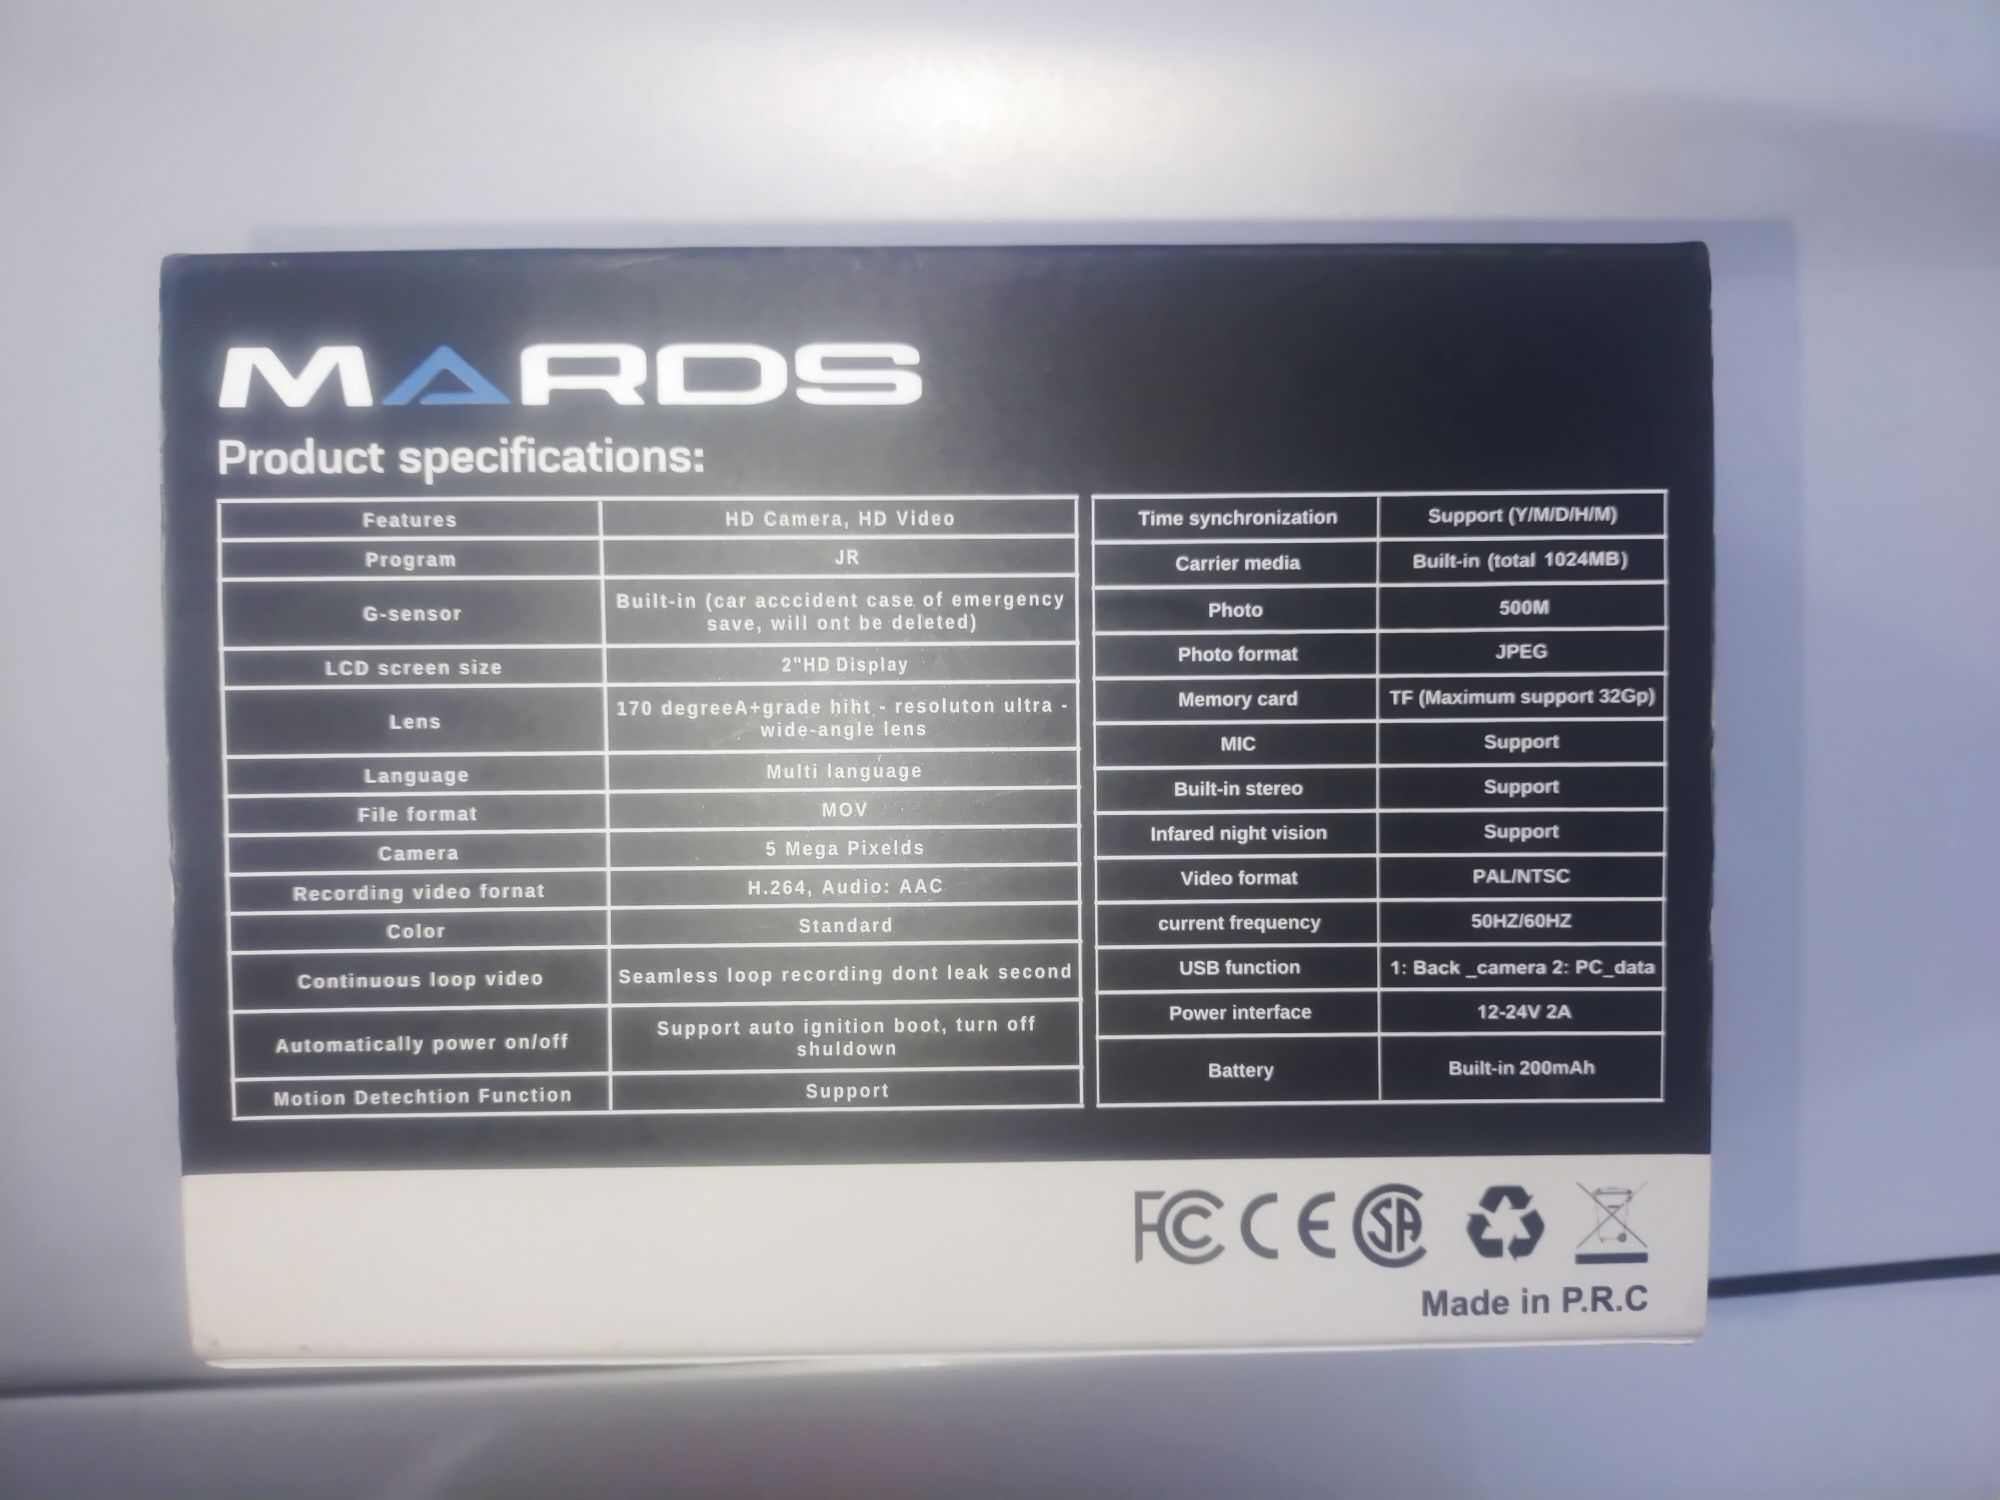 MARDS
Product specifications:
Features HD Camera, HD Video
Program JR
G-sensor Built-in (car acccident case of emergency
save, will ont be deleted)
LCD screen size 2"HD Display
Lens 170 degreeA+grade hiht - resoluton ultra -
wide-angle lens
Language Multi language
File format MOV
Camera 5 Mega Pixelds
Recording video fornat H.264, Audio: AAC
Color Standard
Continuous loop video Seamless loop recording dont leak second
Automatically power on/off Support auto ignition boot, turn off
shuldown
Motion Detechtion Function Support
Time synchronization Support (Y/M/D/H/M)
Carrier media Built-in (total 1024MB)
Photo 500M
Photo format JPEG
Memory card TF (Maximum support 32Gp)
MIC Support
Built-in stereo Support
Infared night vision Support
Video format PAL/NTSC
current frequency 50HZ/60HZ
USB function 1: Back _camera 2: PC_data
Power interface 12-24V 2A
Battery Built-in 200mAh
FC CE SA
Made in P.R.C